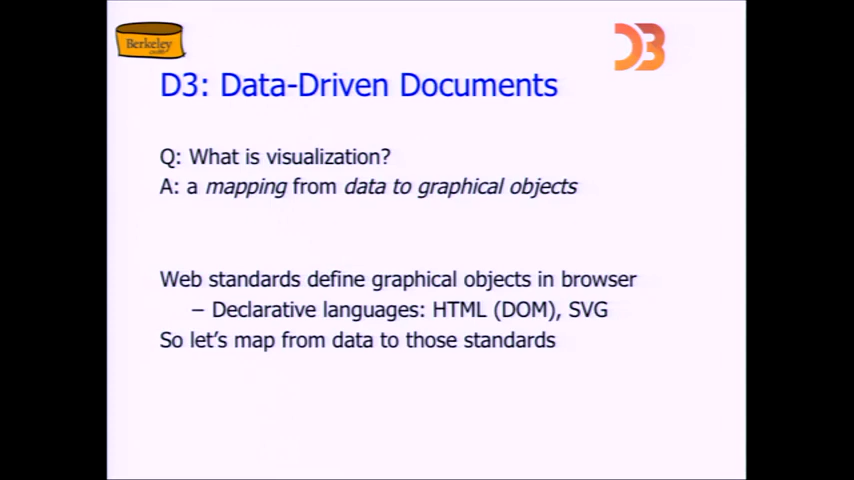 Berkeley
D3
D3: Data-Driven Documents
Q: What is visualization?
A: a mapping from data to graphical objects
Web standards define graphical objects in browser
– Declarative languages: HTML (DOM), SVG
So let's map from data to those standards